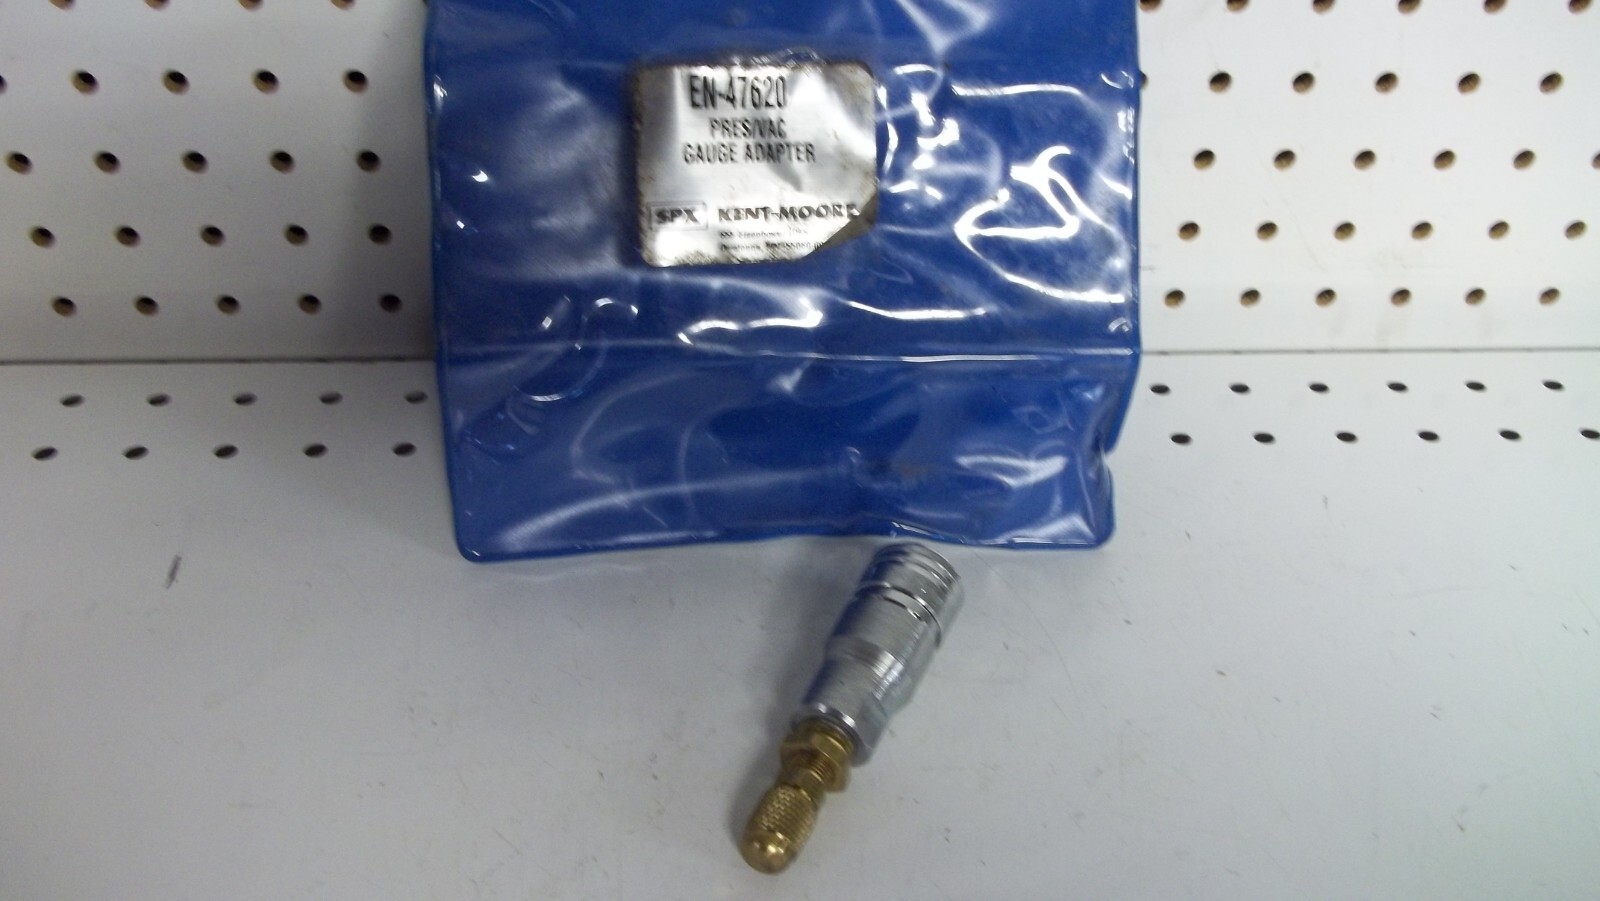 EN-47620
PRES/VAC
GAUGE ADAPTER
SPX KENT-MOORE